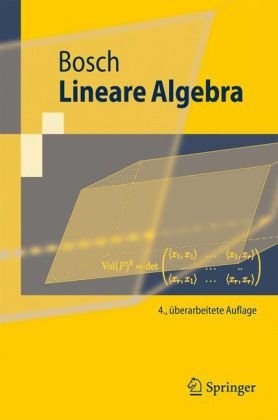 Bosch
Lineare Algebra
Vol(P)² = det
⟨x₁, x₁⟩ … ⟨x₁, xᵣ⟩
… ..
⟨xᵣ, x₁⟩ … ⟨xᵣ, xᵣ⟩
4., überarbeitete Auflage
Springer